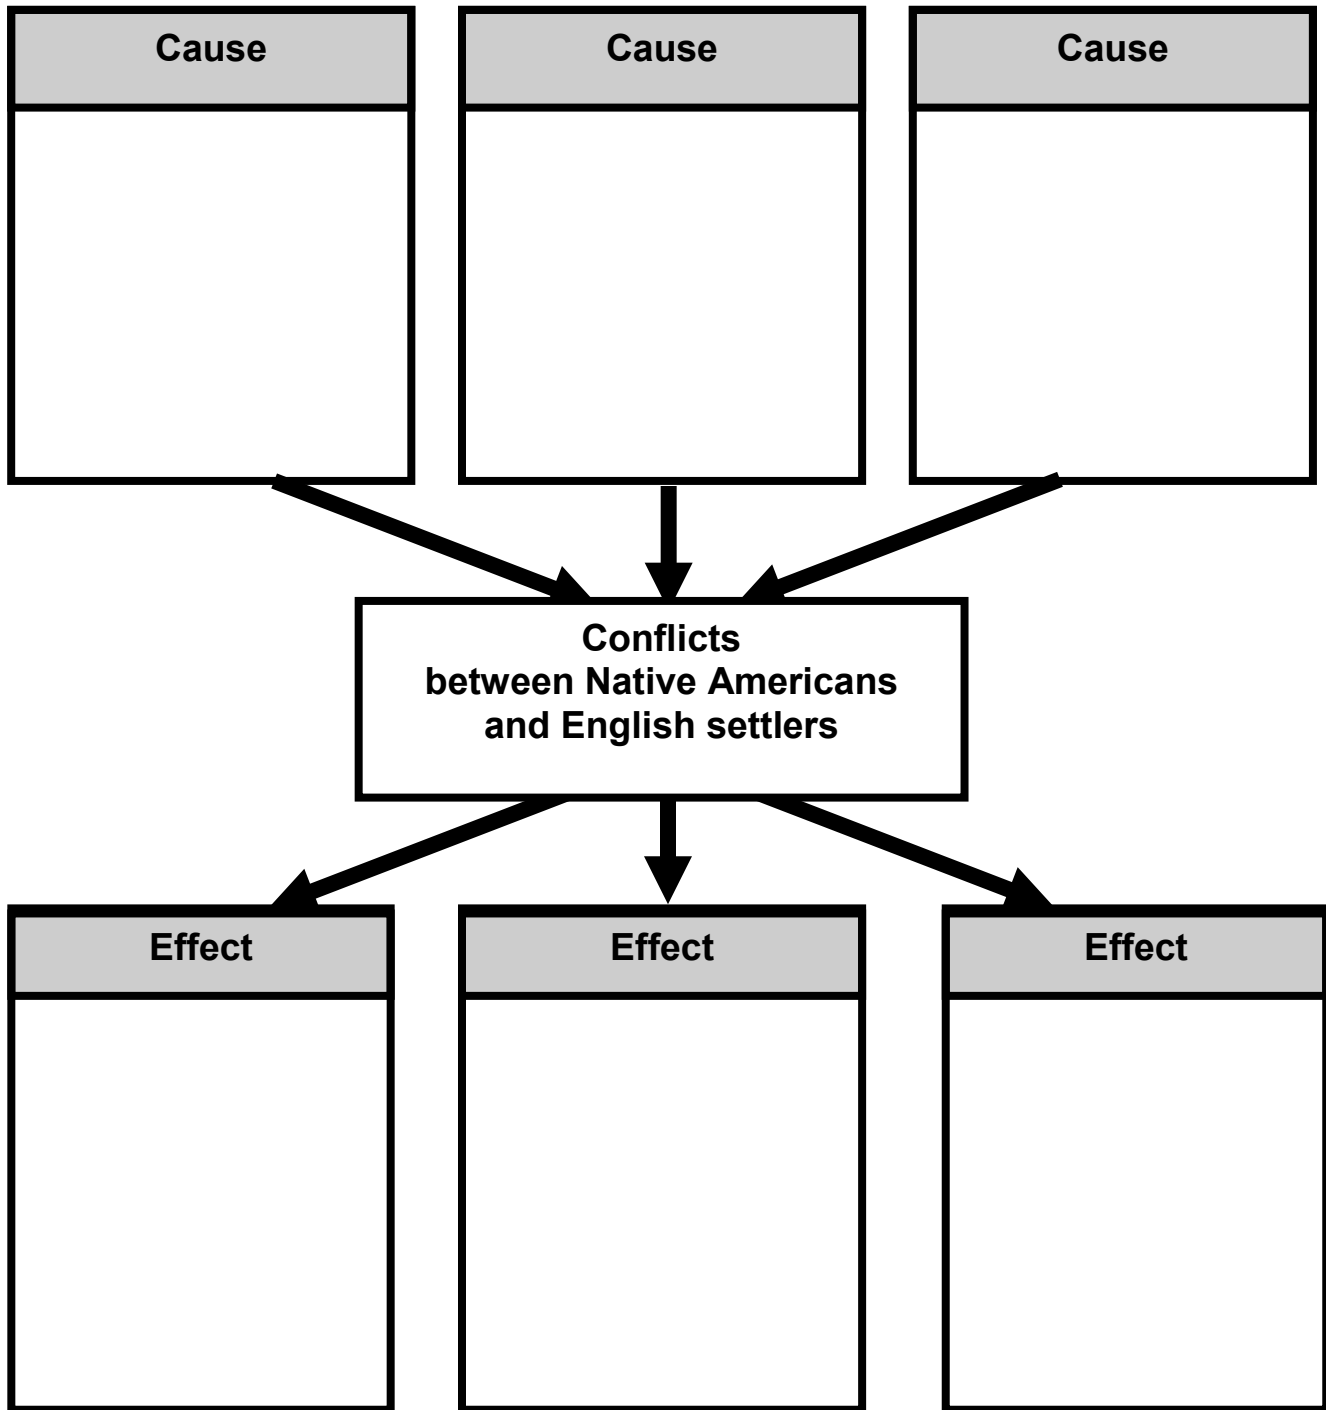 Cause
Cause
Cause
Conflicts
between Native Americans
and English settlers
Effect
Effect
Effect